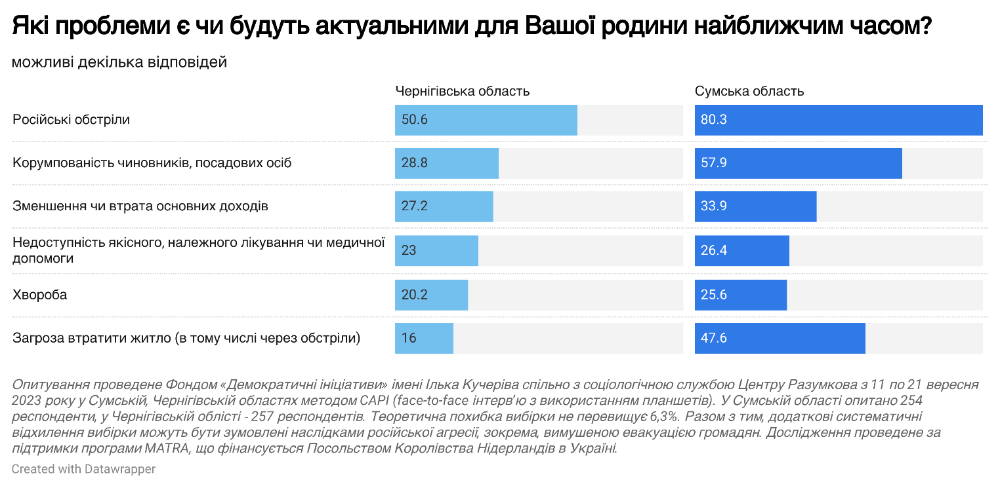 Які проблеми є чи будуть актуальними для Вашої родини найближчим часом?
можливі декілька відповідей
Чернігівська область
Сумська область
Російські обстріли
50.6
80.3
Корумпованість чиновників, посадових осіб
28.8
57.9
Зменшення чи втрата основних доходів
27.2
33.9
Недоступність якісного, належного лікування чи медичної
допомоги
23
26.4
Хвороба
20.2
25.6
Загроза втратити житло (в тому числі через обстріли)
16
47.6
Опитування проведене Фондом «Демократичні ініціативи» імені Ілька Кучеріва спільно з соціологічною службою Центру Разумкова з 11 по 21 вересня
2023 року у Сумській, Чернігівській областях методом CAPI (face-to-face інтерв’ю з використанням планшетів). У Сумській області опитано 254
респонденти, у Чернігівській облісті - 257 респондентів. Теоретична похибка вибірки не перевищує 6,3%. Разом з тим, додаткові систематичні
відхилення вибірки можуть бути зумовлені наслідками російської агресії, зокрема, вимушеною евакуацією громадян. Дослідження проведене за
підтримки програми MATRA, що фінансується Посольством Королівства Нідерландів в Україні.
Created with Datawrapper